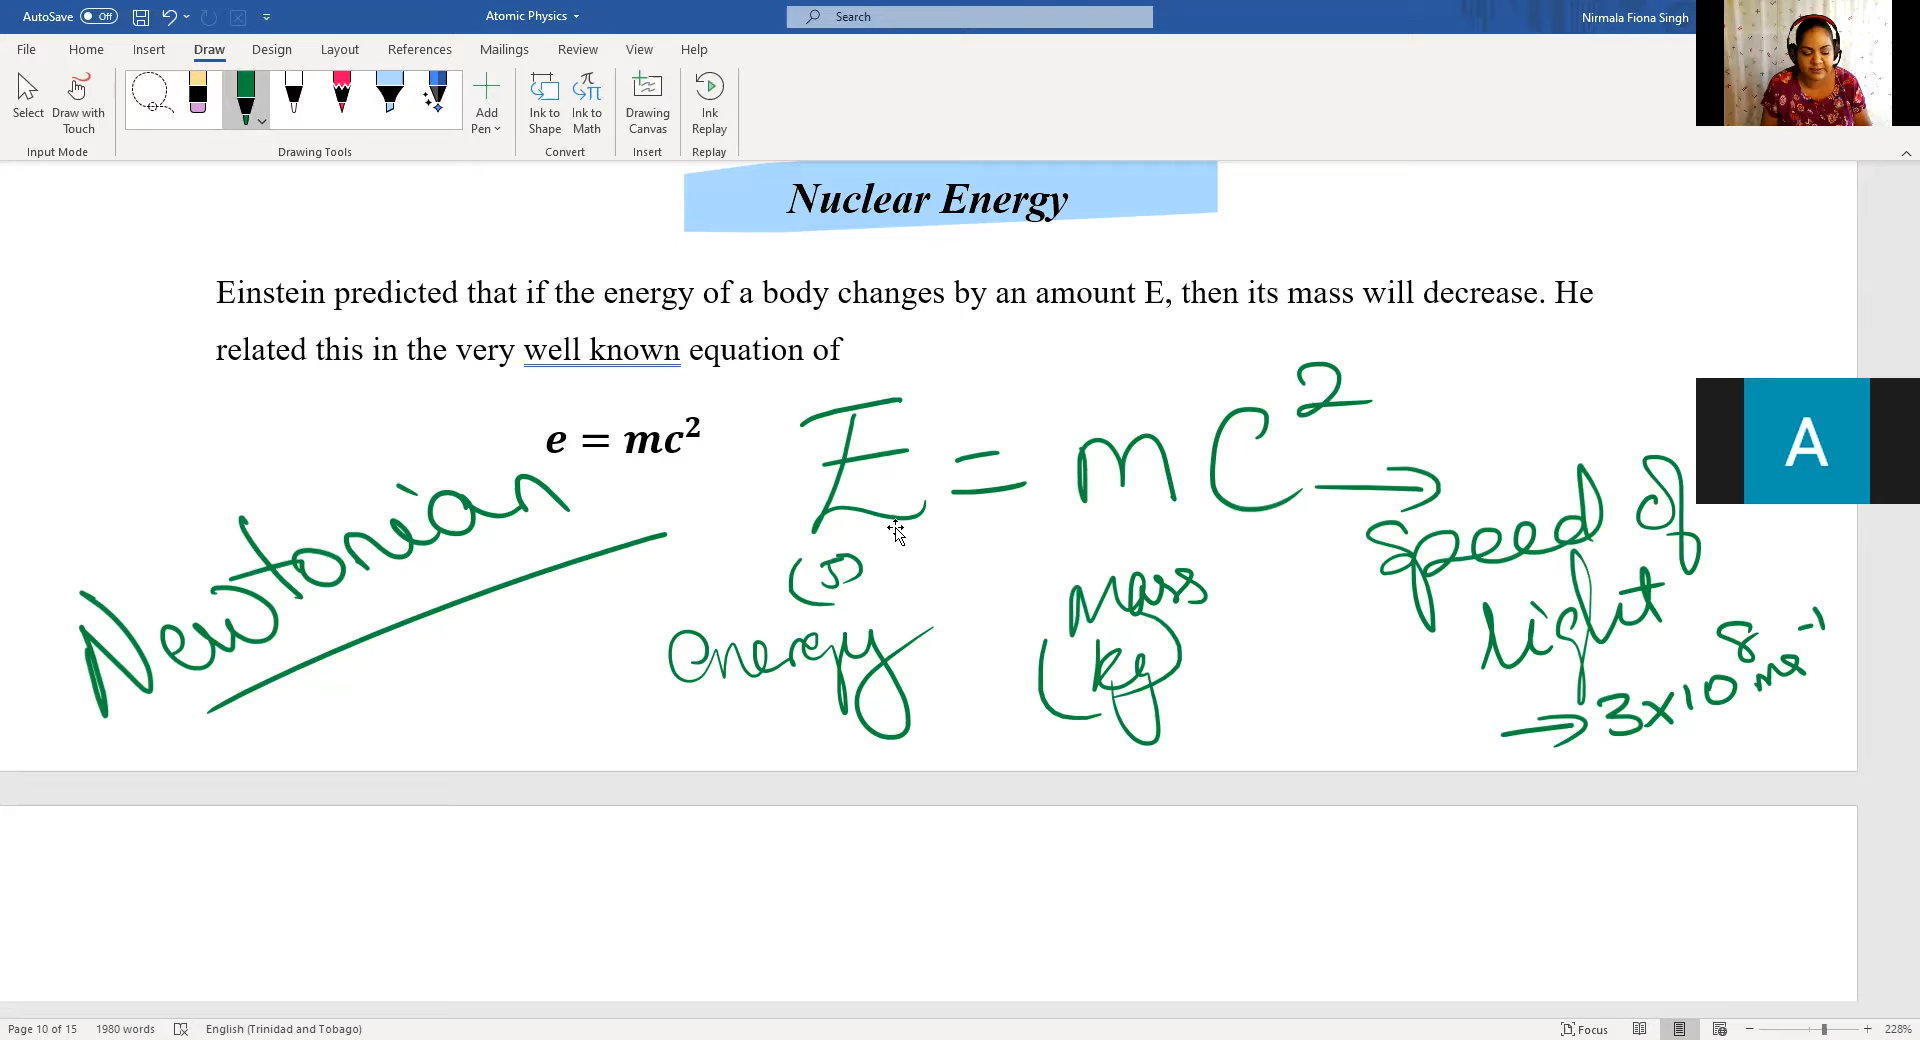 AutoSave Off
Atomic Physics
Search
Nirmala Fiona Singh
File Home Insert Draw Design Layout References Mailings Review View Help
Select
Draw with Touch
Add Pen
Ink to Shape
Ink to Math
Drawing Canvas
Ink Replay
Input Mode
Drawing Tools
Convert
Insert
Replay
Nuclear Energy
Einstein predicted that if the energy of a body changes by an amount E, then its mass will decrease. He
related this in the very well known equation of
e = mc²
E = mc² →
speed of
light
→ 3x10⁸ ms⁻¹
(J)
energy
Mass
(kg)
Newtonian
A
Page 10 of 15
1980 words
English (Trinidad and Tobago)
Focus
228%